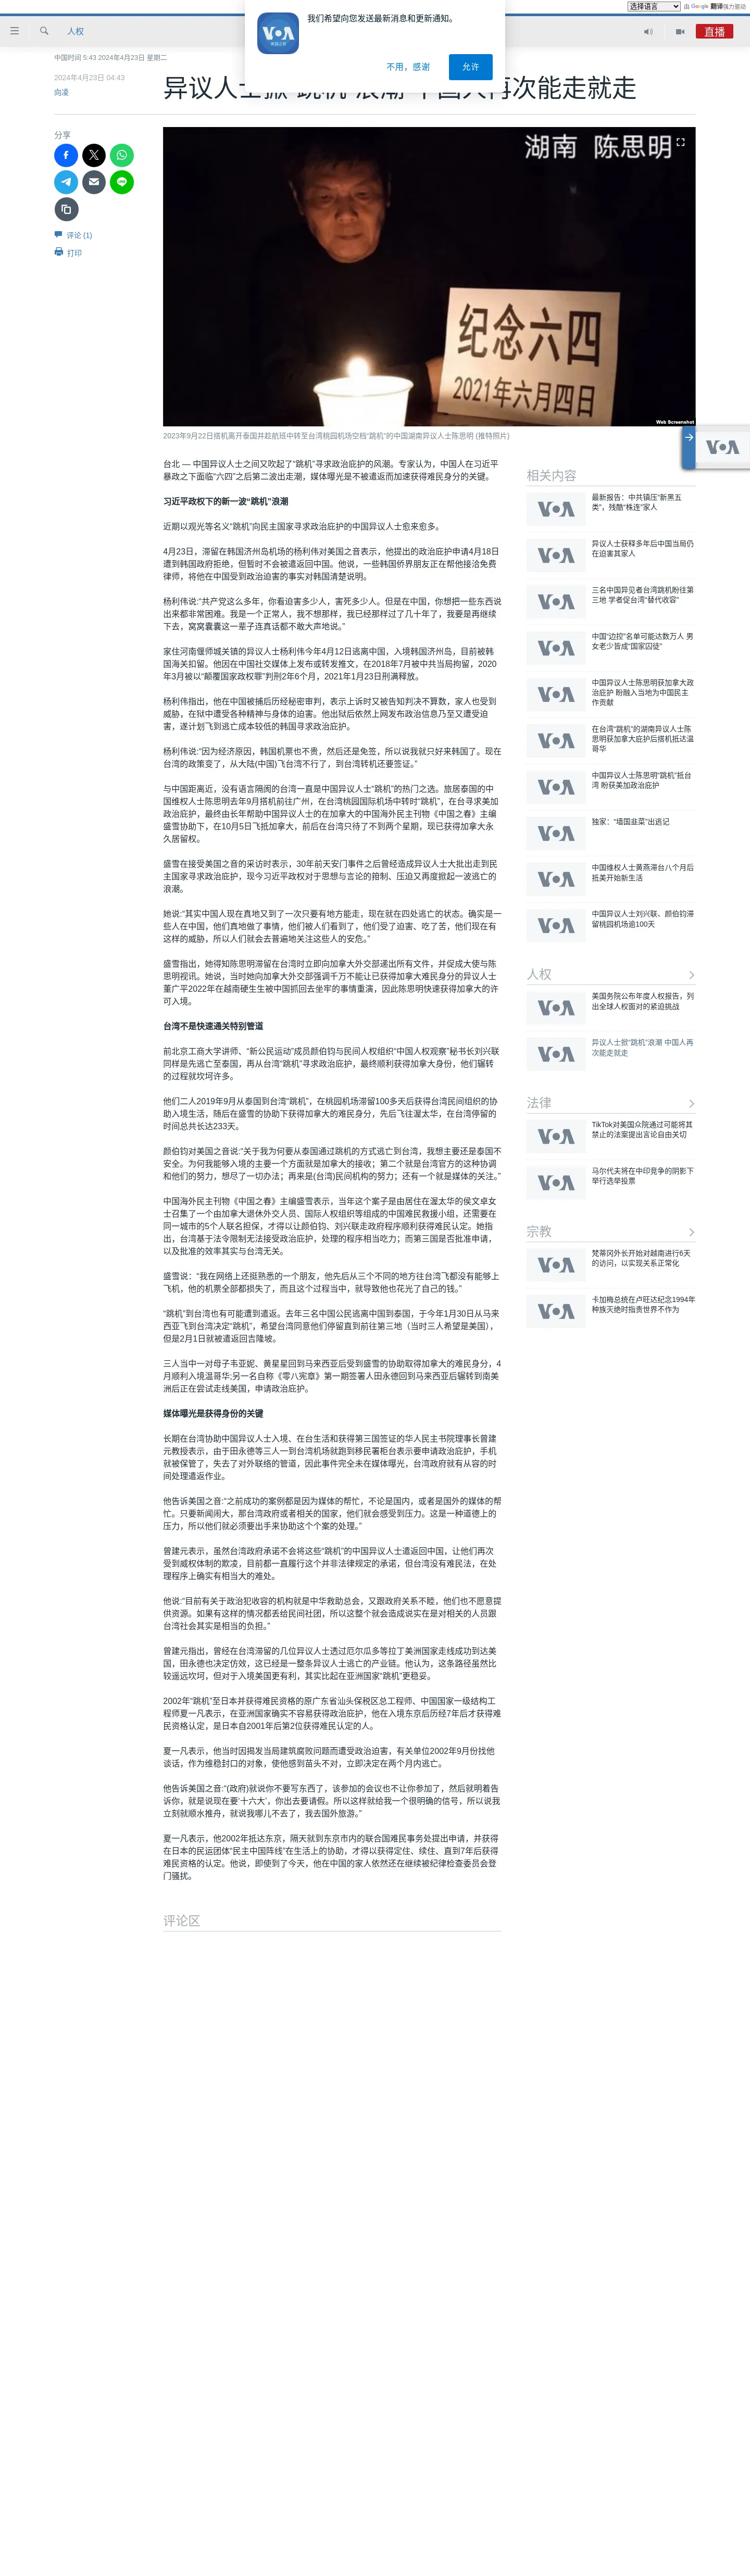 选择语言
由 Google 翻译强力驱动
VOA
美国之音
我们希望向您发送最新消息和更新通知。
不用，感谢
允许
人权
直播
中国时间 5:43 2024年4月23日 星期二
2024年4月23日 04:43
向凌
异议人士掀“跳机”浪潮 中国人再次能走就走
分享
评论 (1)
打印
湖南 陈思明
纪念六四
2021年六月四日
Web Screenshot
2023年9月22日搭机离开泰国并趁航班中转至台湾桃园机场空档“跳机”的中国湖南异议人士陈思明 (推特照片)
VOA
台北 — 中国异议人士之间又吹起了“跳机”寻求政治庇护的风潮。专家认为，中国人在习近平
暴政之下面临“六四”之后第二波出走潮，媒体曝光是不被遣返而加速获得难民身分的关键。
习近平政权下的新一波“跳机”浪潮
近期以观光等名义“跳机”向民主国家寻求政治庇护的中国异议人士愈来愈多。
4月23日，滞留在韩国济州岛机场的杨利伟对美国之音表示，他提出的政治庇护申请4月18日
遭到韩国政府拒绝，但暂时不会被遣返回中国。他说，一些韩国侨界朋友正在帮他接洽免费
律师，将他在中国受到政治迫害的事实对韩国清楚说明。
杨利伟说:“共产党这么多年，你看迫害多少人，害死多少人。但是在中国，你想把一些东西说
出来都非常困难。我是一个正常人，我不想那样，我已经那样过了几十年了，我要是再继续
下去，窝窝囊囊这一辈子连真话都不敢大声地说。”
家住河南偃师城关镇的异议人士杨利伟今年4月12日逃离中国，入境韩国济州岛，目前被韩
国海关扣留。他因在中国社交媒体上发布或转发推文，在2018年7月被中共当局拘留，2020
年3月被以“颠覆国家政权罪”判刑2年6个月，2021年1月23日刑满释放。
杨利伟指出，他在中国被捕后历经秘密审判，表示上诉时又被告知判决不算数，家人也受到
威胁，在狱中遭受各种精神与身体的迫害。他出狱后依然上网发布政治信息乃至又遭受迫
害，遂计划飞到逃亡成本较低的韩国寻求政治庇护。
杨利伟说:“因为经济原因，韩国机票也不贵，然后还是免签，所以说我就只好来韩国了。现在
台湾的政策变了，从大陆(中国)飞台湾不行了，到台湾转机还要签证。”
与中国距离近，没有语言隔阂的台湾一直是中国异议人士“跳机”的热门之选。旅居泰国的中
国维权人士陈思明去年9月搭机前往广州，在台湾桃园国际机场中转时“跳机”，在台寻求美加
政治庇护，最终由长年帮助中国异议人士的在加拿大的中国海外民主刊物《中国之春》主编
盛雪协助下，在10月5日飞抵加拿大，前后在台湾只待了不到两个星期，现已获得加拿大永
久居留权。
盛雪在接受美国之音的采访时表示，30年前天安门事件之后曾经造成异议人士大批出走到民
主国家寻求政治庇护，现今习近平政权对于思想与言论的箝制、压迫又再度掀起一波逃亡的
浪潮。
她说:“其实中国人现在真地又到了一次只要有地方能走，现在就在四处逃亡的状态。确实是一
些人在中国，他们真地做了事情，他们被人们看到了，他们受了迫害、吃了苦，他们现在有
这样的威胁，所以人们就会去普遍地关注这些人的安危。”
盛雪指出，她得知陈思明滞留在台湾时立即向加拿大外交部递出所有文件，并促成大使与陈
思明视讯。她说，当时她向加拿大外交部强调千万不能让已获得加拿大难民身分的异议人士
董广平2022年在越南硬生生被中国抓回去坐牢的事情重演，因此陈思明快速获得加拿大的许
可入境。
台湾不是快速通关特别管道
前北京工商大学讲师、“新公民运动”成员颜伯钧与民间人权组织“中国人权观察”秘书长刘兴联
同样是先逃亡至泰国，再从台湾“跳机”寻求政治庇护，最终顺利获得加拿大身份，他们辗转
的过程就坎坷许多。
他们二人2019年9月从泰国到台湾“跳机”，在桃园机场滞留100多天后获得台湾民间组织的协
助入境生活，随后在盛雪的协助下获得加拿大的难民身分，先后飞往渥太华，在台湾停留的
时间总共长达233天。
颜伯钧对美国之音说:“关于我为何要从泰国通过跳机的方式逃亡到台湾，我想主要还是泰国不
安全。为何我能够入境的主要一个方面就是加拿大的接收；第二个就是台湾官方的这种协调
和他们的努力，想尽了一切办法；再来是(台湾)民间机构的努力；还有一个就是媒体的关注。”
中国海外民主刊物《中国之春》主编盛雪表示，当年这个案子是由居住在渥太华的侯文卓女
士召集了一个由加拿大退休外交人员、国际人权组织等组成的中国难民救援小组，还需要在
同一城市的5个人联名担保，才得以让颜伯钧、刘兴联走政府程序顺利获得难民认定。她指
出，台湾基于法令限制无法接受政治庇护，处理的程序相当吃力；而第三国是否批准申请，
以及批准的效率其实与台湾无关。
盛雪说：“我在网络上还挺熟悉的一个朋友，他先后从三个不同的地方往台湾飞都没有能够上
飞机，他的机票全部都损失了，而且这个过程当中，就导致他也花光了自己的钱。”
“跳机”到台湾也有可能遭到遣返。去年三名中国公民逃离中国到泰国，于今年1月30日从马来
西亚飞到台湾决定“跳机”，希望台湾同意他们停留直到前往第三地（当时三人希望是美国），
但是2月1日就被遣返回吉隆坡。
三人当中一对母子韦亚妮、黄星星回到马来西亚后受到盛雪的协助取得加拿大的难民身分，4
月顺利入境温哥华;另一名自称《零八宪章》第一期签署人田永德回到马来西亚后辗转到南美
洲后正在尝试走线美国，申请政治庇护。
媒体曝光是获得身份的关键
长期在台湾协助中国异议人士入境、在台生活和获得第三国签证的华人民主书院理事长曾建
元教授表示，由于田永德等三人一到台湾机场就跑到移民署柜台表示要申请政治庇护，手机
就被保管了，失去了对外联络的管道，因此事件完全未在媒体曝光，台湾政府就有从容的时
间处理遣返作业。
他告诉美国之音:“之前成功的案例都是因为媒体的帮忙，不论是国内，或者是国外的媒体的帮
忙。只要新闻闹大，那台湾政府或者相关的国家，他们就会感受到压力。这是一种道德上的
压力，所以他们就必须要出手来协助这个个案的处理。”
曾建元表示，虽然台湾政府承诺不会将这些“跳机”的中国异议人士遣返回中国，让他们再次
受到威权体制的欺凌，目前都一直履行这个并非法律规定的承诺，但台湾没有难民法，在处
理程序上确实有相当大的难处。
他说:“目前有关于政治犯收容的机构就是中华救助总会，又跟政府关系不睦，他们也不愿意提
供资源。如果有这样的情况都丢给民间社团，所以这整个就会造成说实在是对相关的人员跟
台湾社会其实是相当的负担。”
曾建元指出，曾经在台湾滞留的几位异议人士透过厄尔瓜多等拉丁美洲国家走线成功到达美
国，田永德也决定仿效，这已经是一整条异议人士逃亡的产业链。他认为，这条路径虽然比
较遥远坎坷，但对于入境美国更有利，其实比起在亚洲国家“跳机”更稳妥。
2002年“跳机”至日本并获得难民资格的原广东省汕头保税区总工程师、中国国家一级结构工
程师夏一凡表示，在亚洲国家确实不容易获得政治庇护，他在入境东京后历经7年后才获得难
民资格认定，是日本自2001年后第2位获得难民认定的人。
夏一凡表示，他当时因揭发当局建筑腐败问题而遭受政治迫害，有关单位2002年9月份找他
谈话，作为维稳封口的对象，使他感到苗头不对，立即决定在两个月内逃亡。
他告诉美国之音:“(政府)就说你不要写东西了，该参加的会议也不让你参加了，然后就明着告
诉你，就是说现在要‘十六大’，你出去要请假。所以这样就给我一个很明确的信号，所以说我
立刻就顺水推舟，就说我哪儿不去了，我去国外旅游。”
夏一凡表示，他2002年抵达东京，隔天就到东京市内的联合国难民事务处提出申请，并获得
在日本的民运团体“民主中国阵线”在生活上的协助，才得以获得定住、续住、直到7年后获得
难民资格的认定。他说，即使到了今天，他在中国的家人依然还在继续被纪律检查委员会登
门骚扰。
评论区
相关内容
最新报告：中共镇压“新黑五
类”，残酷“株连”家人
异议人士获释多年后中国当局仍
在迫害其家人
三名中国异见者台湾跳机盼往第
三地 学者促台湾“替代收容”
中国“边控”名单可能达数万人 男
女老少皆成“国家囚徒”
中国异议人士陈思明获加拿大政
治庇护 盼融入当地为中国民主
作贡献
在台湾“跳机”的湖南异议人士陈
思明获加拿大庇护后搭机抵达温
哥华
中国异议人士陈思明“跳机”抵台
湾 盼获美加政治庇护
独家：“墙国韭菜”出逃记
中国维权人士黄燕滞台八个月后
抵美开始新生活
中国异议人士刘兴联、颜伯钧滞
留桃园机场逾100天
人权
美国务院公布年度人权报告，列
出全球人权面对的紧迫挑战
异议人士掀“跳机”浪潮 中国人再
次能走就走
法律
TikTok对美国众院通过可能将其
禁止的法案提出言论自由关切
马尔代夫将在中印竞争的阴影下
举行选举投票
宗教
梵蒂冈外长开始对越南进行6天
的访问，以实现关系正常化
卡加梅总统在卢旺达纪念1994年
种族灭绝时指责世界不作为